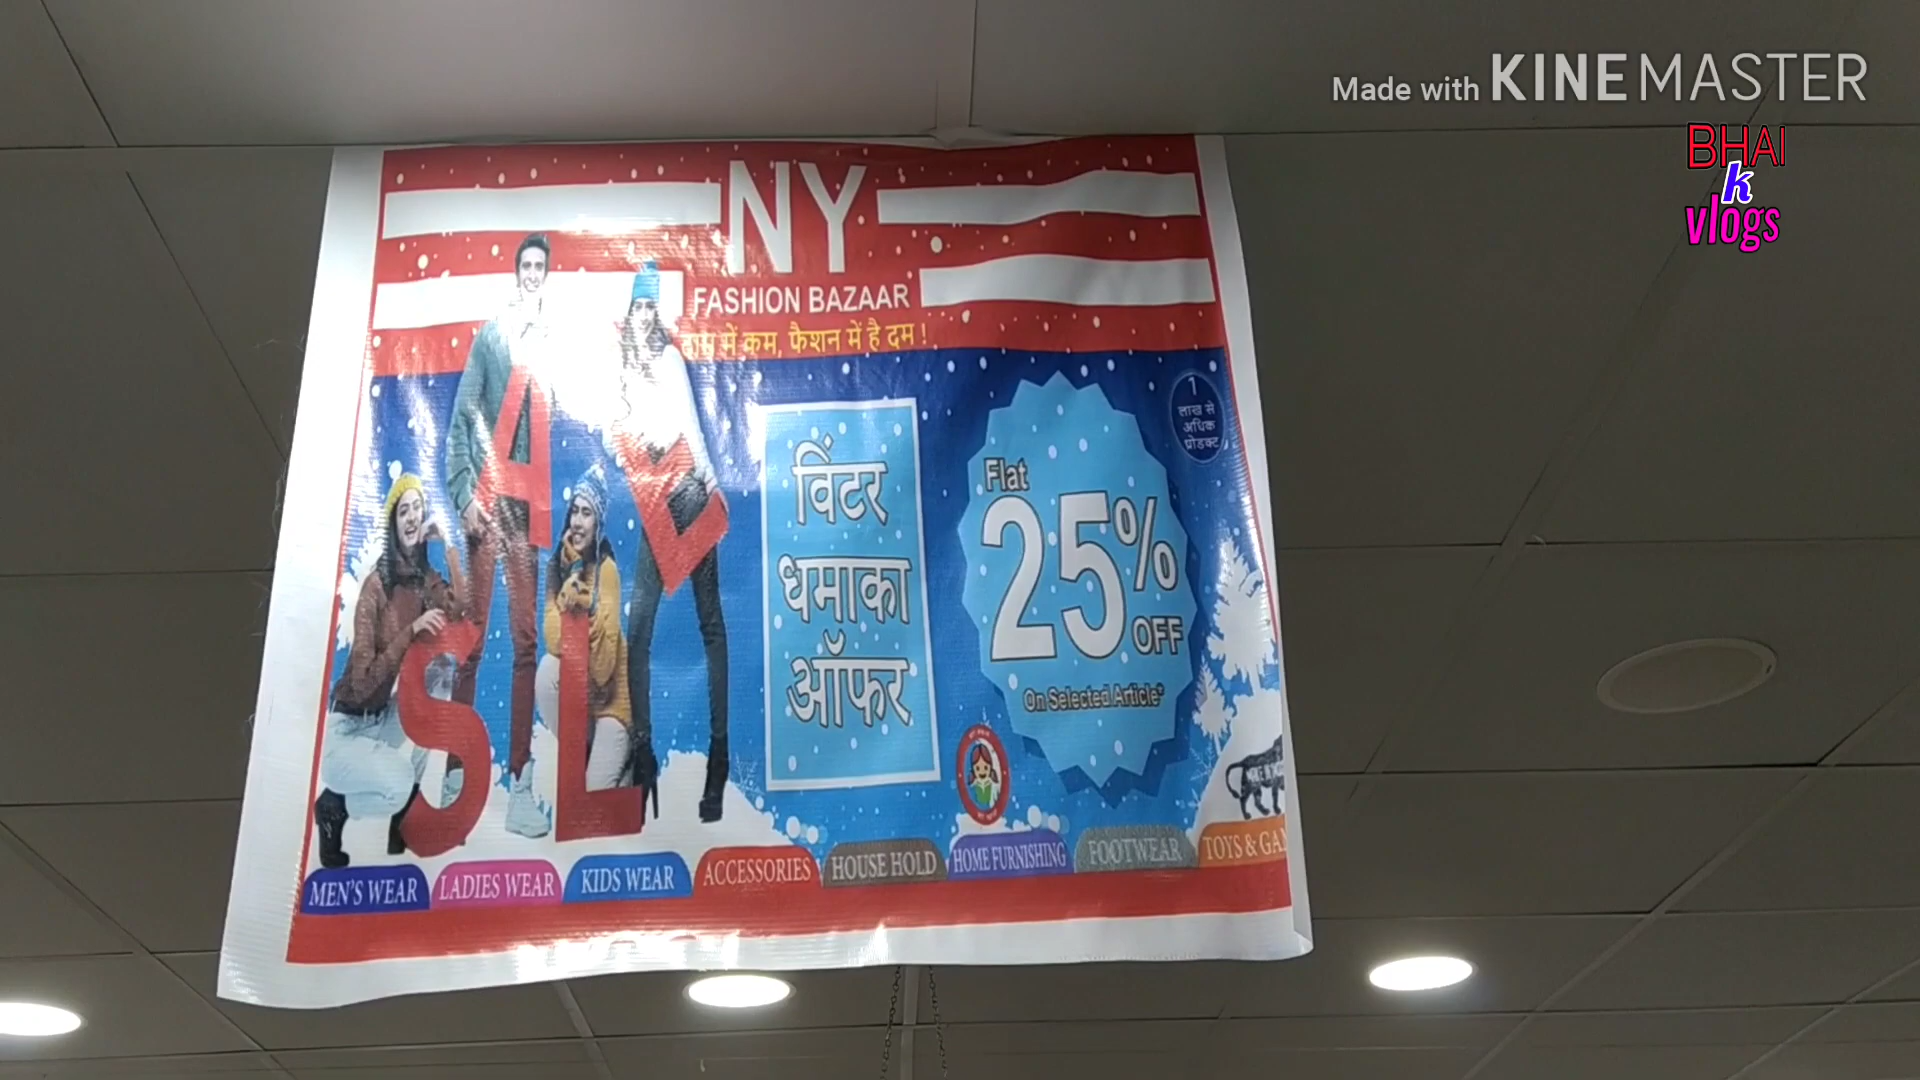 Made with KINEMASTER
BHAI
k
vlogs
NY
FASHION BAZAAR
दाम में कम, फैशन में है दम !
SALE
1
लाख से
अधिक
प्रोडक्ट
विंटर
धमाका
ऑफर
Flat
25%
OFF
On Selected Article*
MEN'S WEAR
LADIES WEAR
KIDS WEAR
ACCESSORIES
HOUSE HOLD
HOME FURNISHING
FOOTWEAR
TOYS &